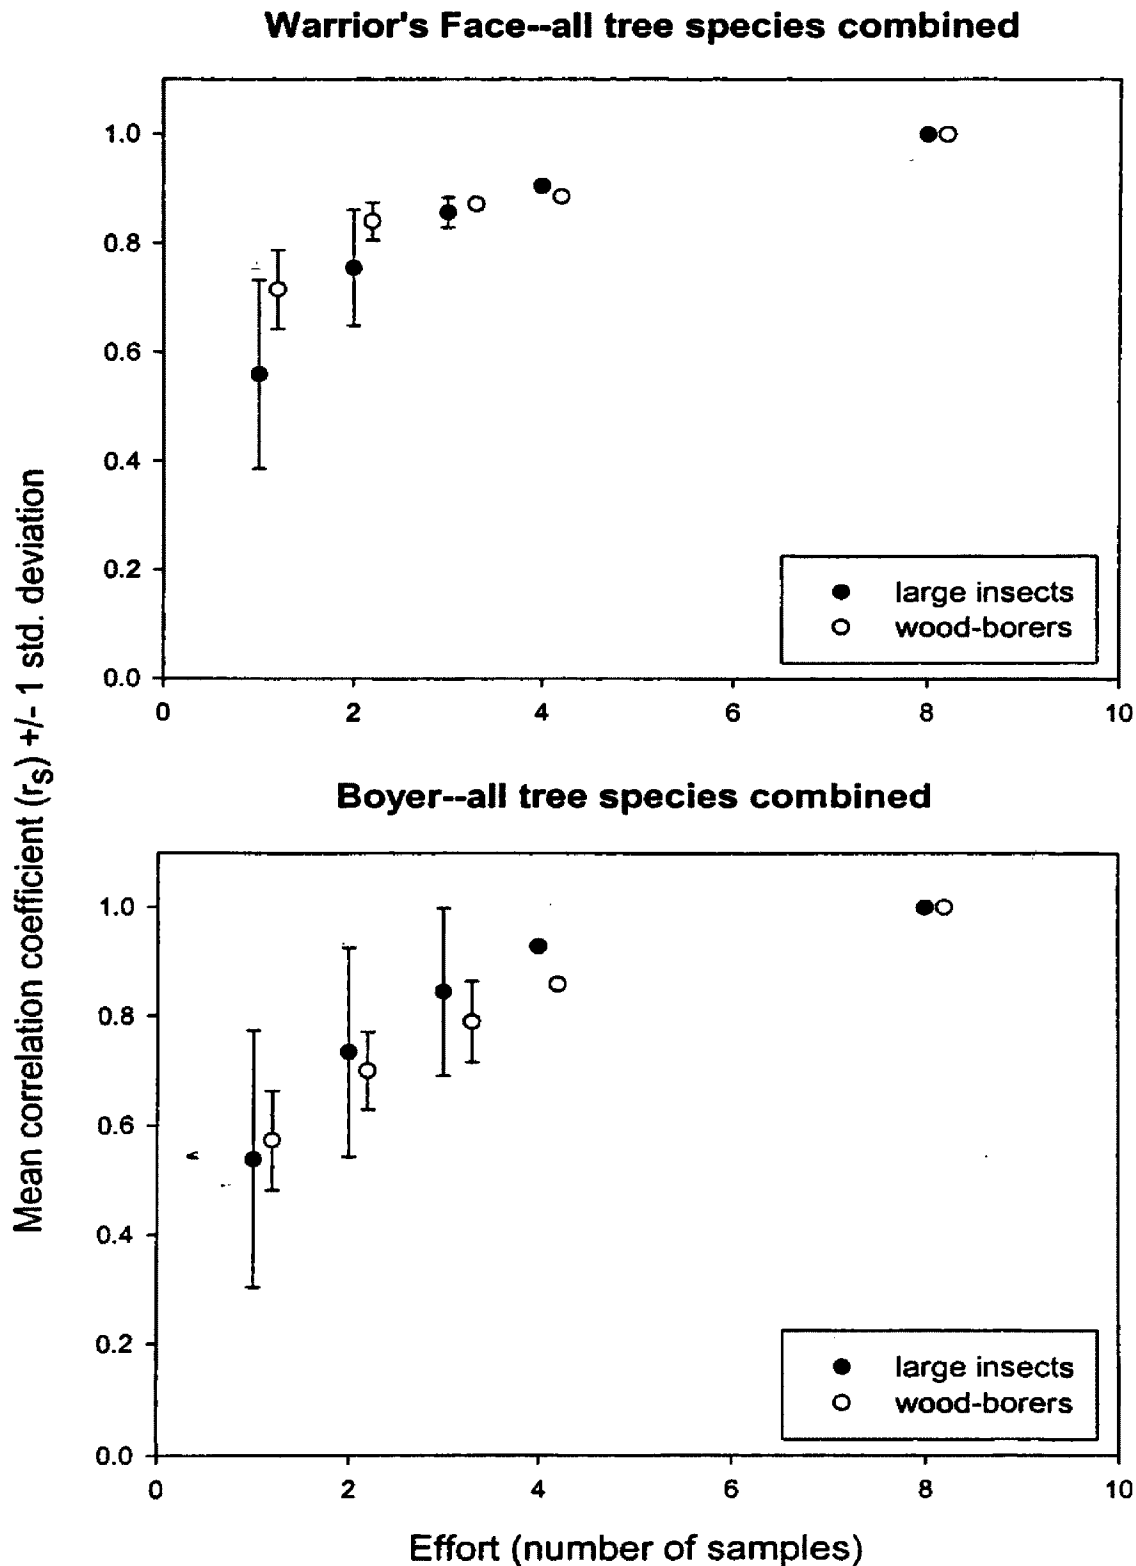 Warrior's Face--all tree species combined
1.0
0.8
0.6
0.4
0.2
0.0
0 2 4 6 8 10
large insects
wood-borers
Mean correlation coefficient (rs) +/- 1 std. deviation
Boyer--all tree species combined
1.0
0.8
0.6
0.4
0.2
0.0
0 2 4 6 8 10
large insects
wood-borers
Effort (number of samples)